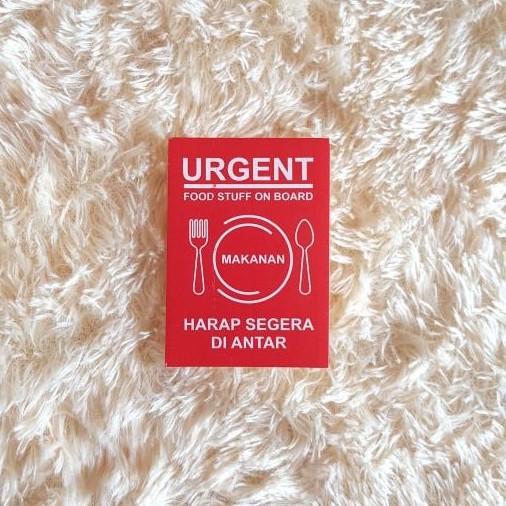 URGENT
FOOD STUFF ON BOARD
MAKANAN
HARAP SEGERA
DI ANTAR